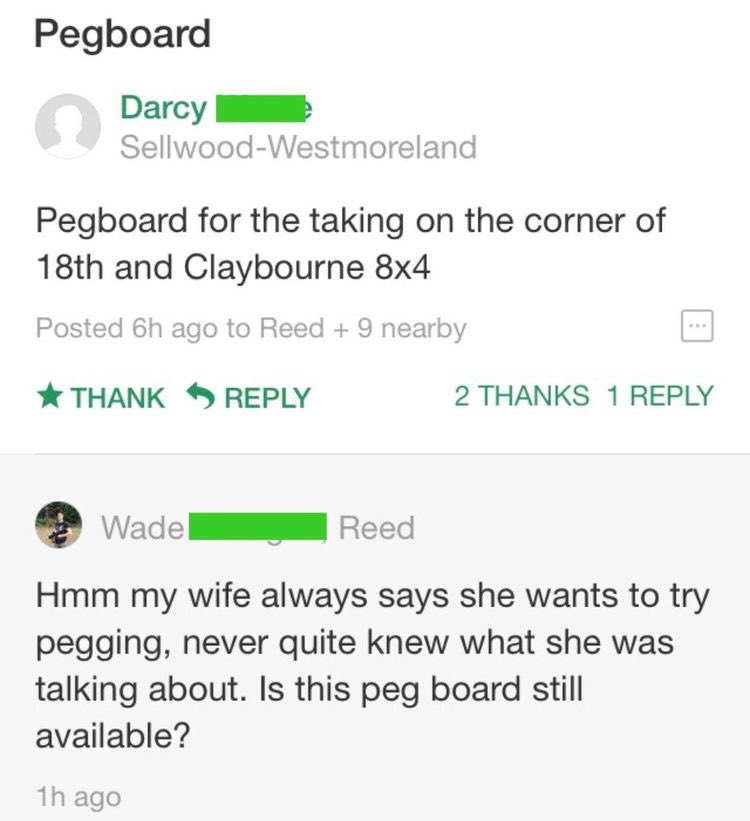 Pegboard
Darcy
Sellwood-Westmoreland
Pegboard for the taking on the corner of
18th and Claybourne 8x4
Posted 6h ago to Reed + 9 nearby
THANK REPLY 2 THANKS 1 REPLY
Wade Reed
Hmm my wife always says she wants to try
pegging, never quite knew what she was
talking about. Is this peg board still
available?
1h ago